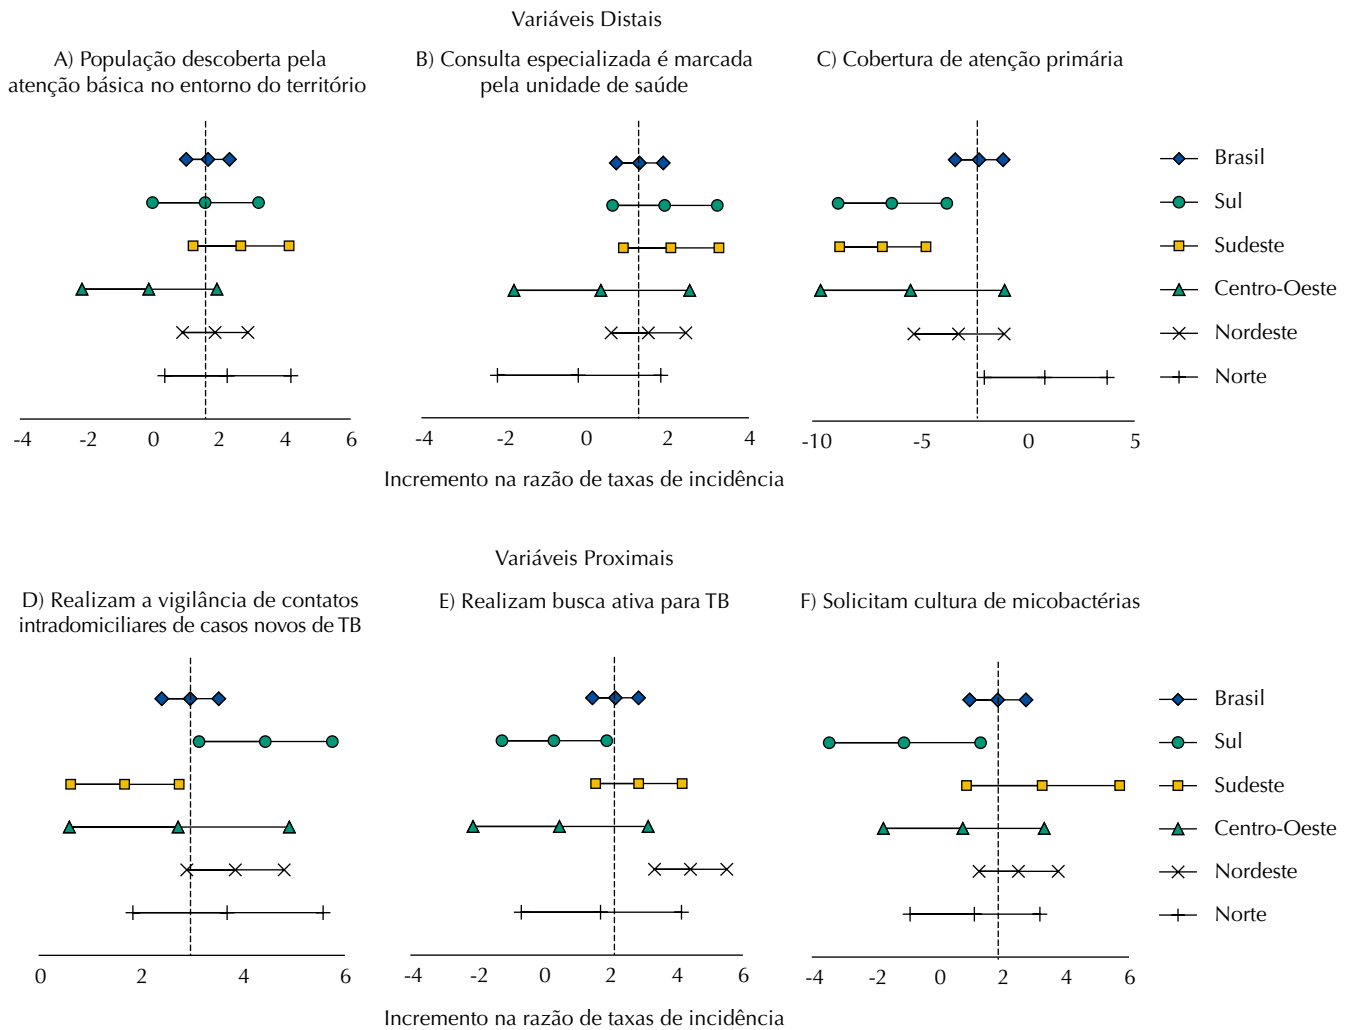 Variáveis Distais
A) População descoberta pela
atenção básica no entorno do território
B) Consulta especializada é marcada
pela unidade de saúde
C) Cobertura de atenção primária
Brasil
Sul
Sudeste
Centro-Oeste
Nordeste
Norte
-4 -2 0 2 4 6
-4 -2 0 2 4
-10 -5 0 5
Incremento na razão de taxas de incidência
Variáveis Proximais
D) Realizam a vigilância de contatos
intradomiciliares de casos novos de TB
E) Realizam busca ativa para TB
F) Solicitam cultura de micobactérias
Brasil
Sul
Sudeste
Centro-Oeste
Nordeste
Norte
0 2 4 6
-4 -2 0 2 4 6
-4 -2 0 2 4 6
Incremento na razão de taxas de incidência